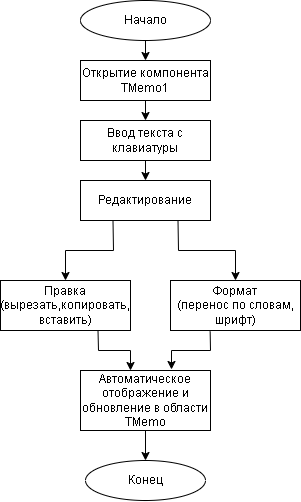 Начало
Открытие компонента
TMemo1
Ввод текста с
клавиатуры
Редактирование
Правка
(вырезать,копировать,
вставить)
Формат
(перенос по словам,
шрифт)
Автоматическое
отображение и
обновление в области
TMemo
Конец